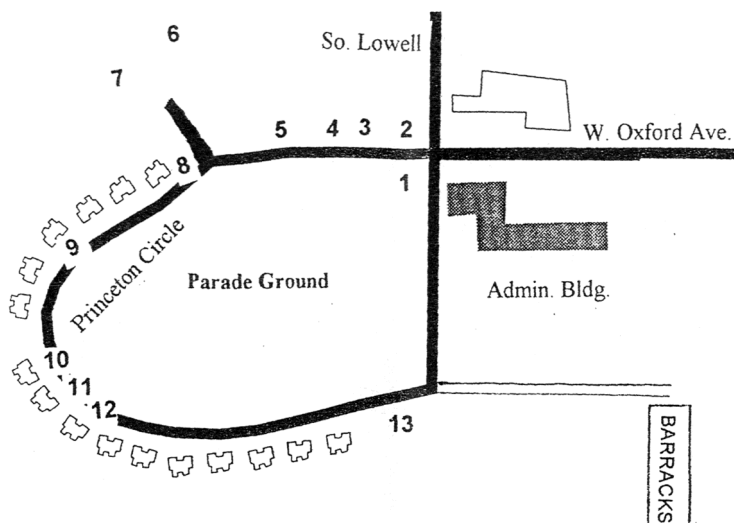 6
So. Lowell
7
5 4 3 2
W. Oxford Ave.
8
1
9
Princeton Circle
Parade Ground
Admin. Bldg.
10
11
12
13
BARRACKS